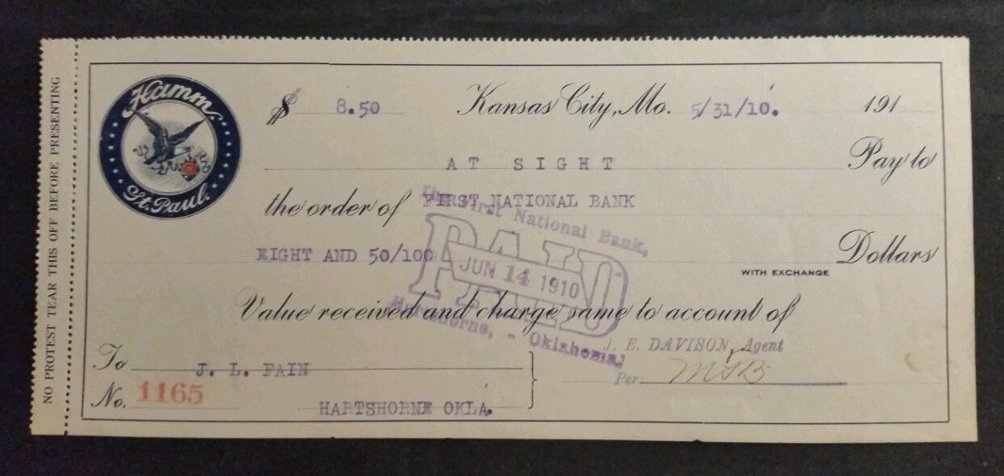 NO PROTEST TEAR THIS OFF BEFORE PRESENTING
Hamm
St. Paul.
$ 8.50 Kansas City, Mo. 5/31/10. 191
AT SIGHT Pay to
the order of FIRST NATIONAL BANK
EIGHT AND 50/100 Dollars
WITH EXCHANGE
The First National Bank,
PAID
JUN 14 1910
Hartshorne, - Oklahoma
Value received and charge same to account of
J. E. DAVISON, Agent
To J. L. PAIN
Per
No. 1165
HARTSHORNE OKLA.